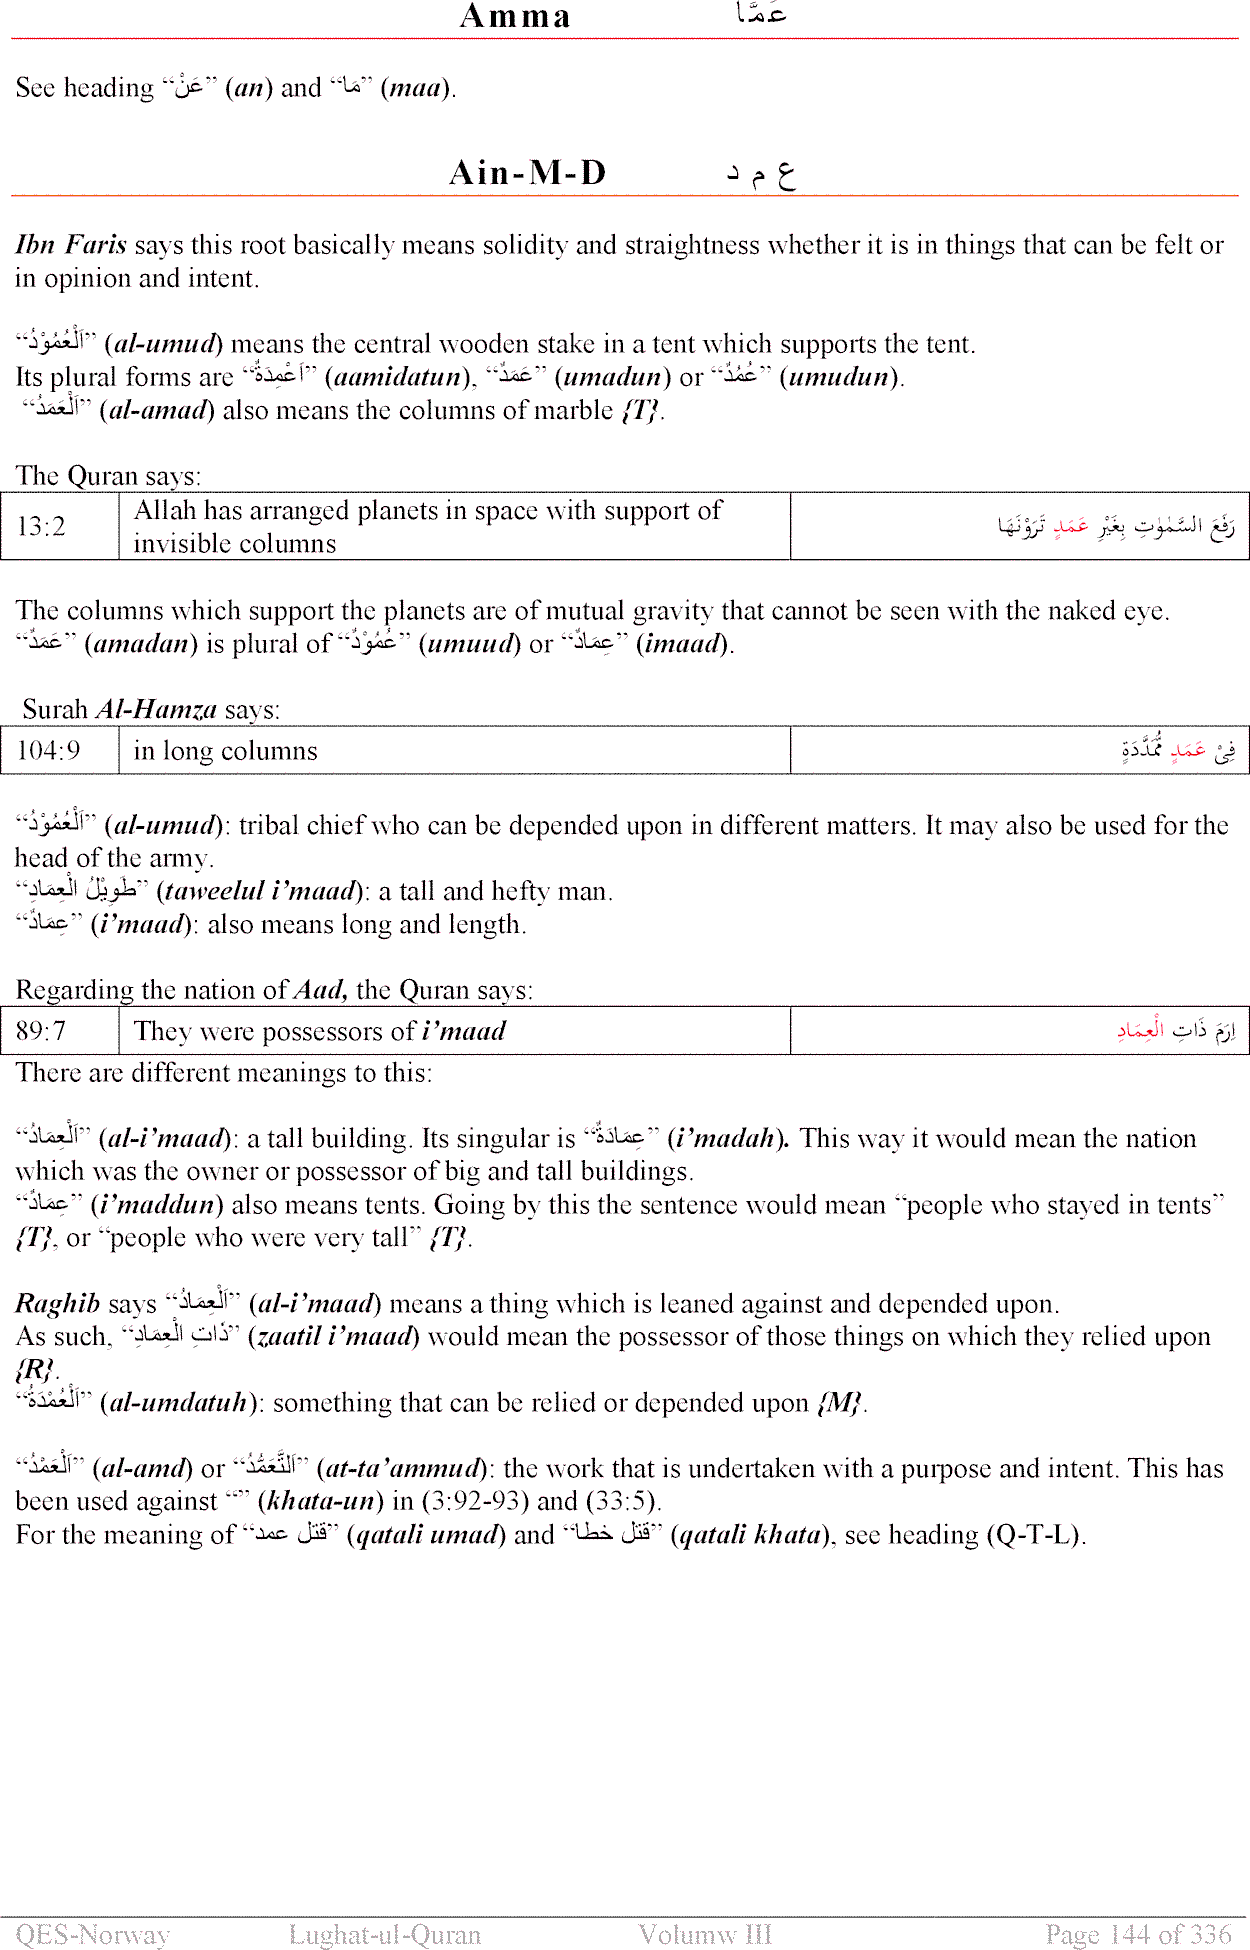 Amma عَمَّا
See heading “عَنْ” (an) and “مَا” (maa).
Ain-M-D ع م د
Ibn Faris says this root basically means solidity and straightness whether it is in things that can be felt or
in opinion and intent.
“اَلْعُمُوْدُ” (al-umud) means the central wooden stake in a tent which supports the tent.
Its plural forms are “اَعْمِدَةٌ” (aamidatun), “عَمَدٌ” (umadun) or “عُمُدٌ” (umudun).
“اَلْعَمَدُ” (al-amad) also means the columns of marble {T}.
The Quran says:
13:2 Allah has arranged planets in space with support of
invisible columns رَفَعَ السَّمٰوٰتِ بِغَيْرِ عَمَدٍ تَرَوْنَهَا
The columns which support the planets are of mutual gravity that cannot be seen with the naked eye.
“عَمَدٌ” (amadan) is plural of “عُمُوْدٌ” (umuud) or “عِمَادٌ” (imaad).
Surah Al-Hamza says:
104:9 in long columns فِىْ عَمَدٍ مُّمَدَّدَةٍ
“اَلْعُمُوْدُ” (al-umud): tribal chief who can be depended upon in different matters. It may also be used for the
head of the army.
“طَوِيْلُ الْعِمَادِ” (taweelul i’maad): a tall and hefty man.
“عِمَادٌ” (i’maad): also means long and length.
Regarding the nation of Aad, the Quran says:
89:7 They were possessors of i’maad اِرَمَ ذَاتِ الْعِمَادِ
There are different meanings to this:
“اَلْعِمَادُ” (al-i’maad): a tall building. Its singular is “عِمَادَةٌ” (i’madah). This way it would mean the nation
which was the owner or possessor of big and tall buildings.
“عِمَادٌ” (i’maddun) also means tents. Going by this the sentence would mean “people who stayed in tents”
{T}, or “people who were very tall” {T}.
Raghib says “اَلْعِمَادُ” (al-i’maad) means a thing which is leaned against and depended upon.
As such, “ذَاتِ الْعِمَادِ” (zaatil i’maad) would mean the possessor of those things on which they relied upon
{R}.
“اَلْعُمْدَةُ” (al-umdatuh): something that can be relied or depended upon {M}.
“اَلْعَمْدُ” (al-amd) or “اَلتَّعَمُّدُ” (at-ta’ammud): the work that is undertaken with a purpose and intent. This has
been used against “” (khata-un) in (3:92-93) and (33:5).
For the meaning of “قتل عمد” (qatali umad) and “قتل خطا” (qatali khata), see heading (Q-T-L).
QES-Norway Lughat-ul-Quran Volumw III Page 144 of 336